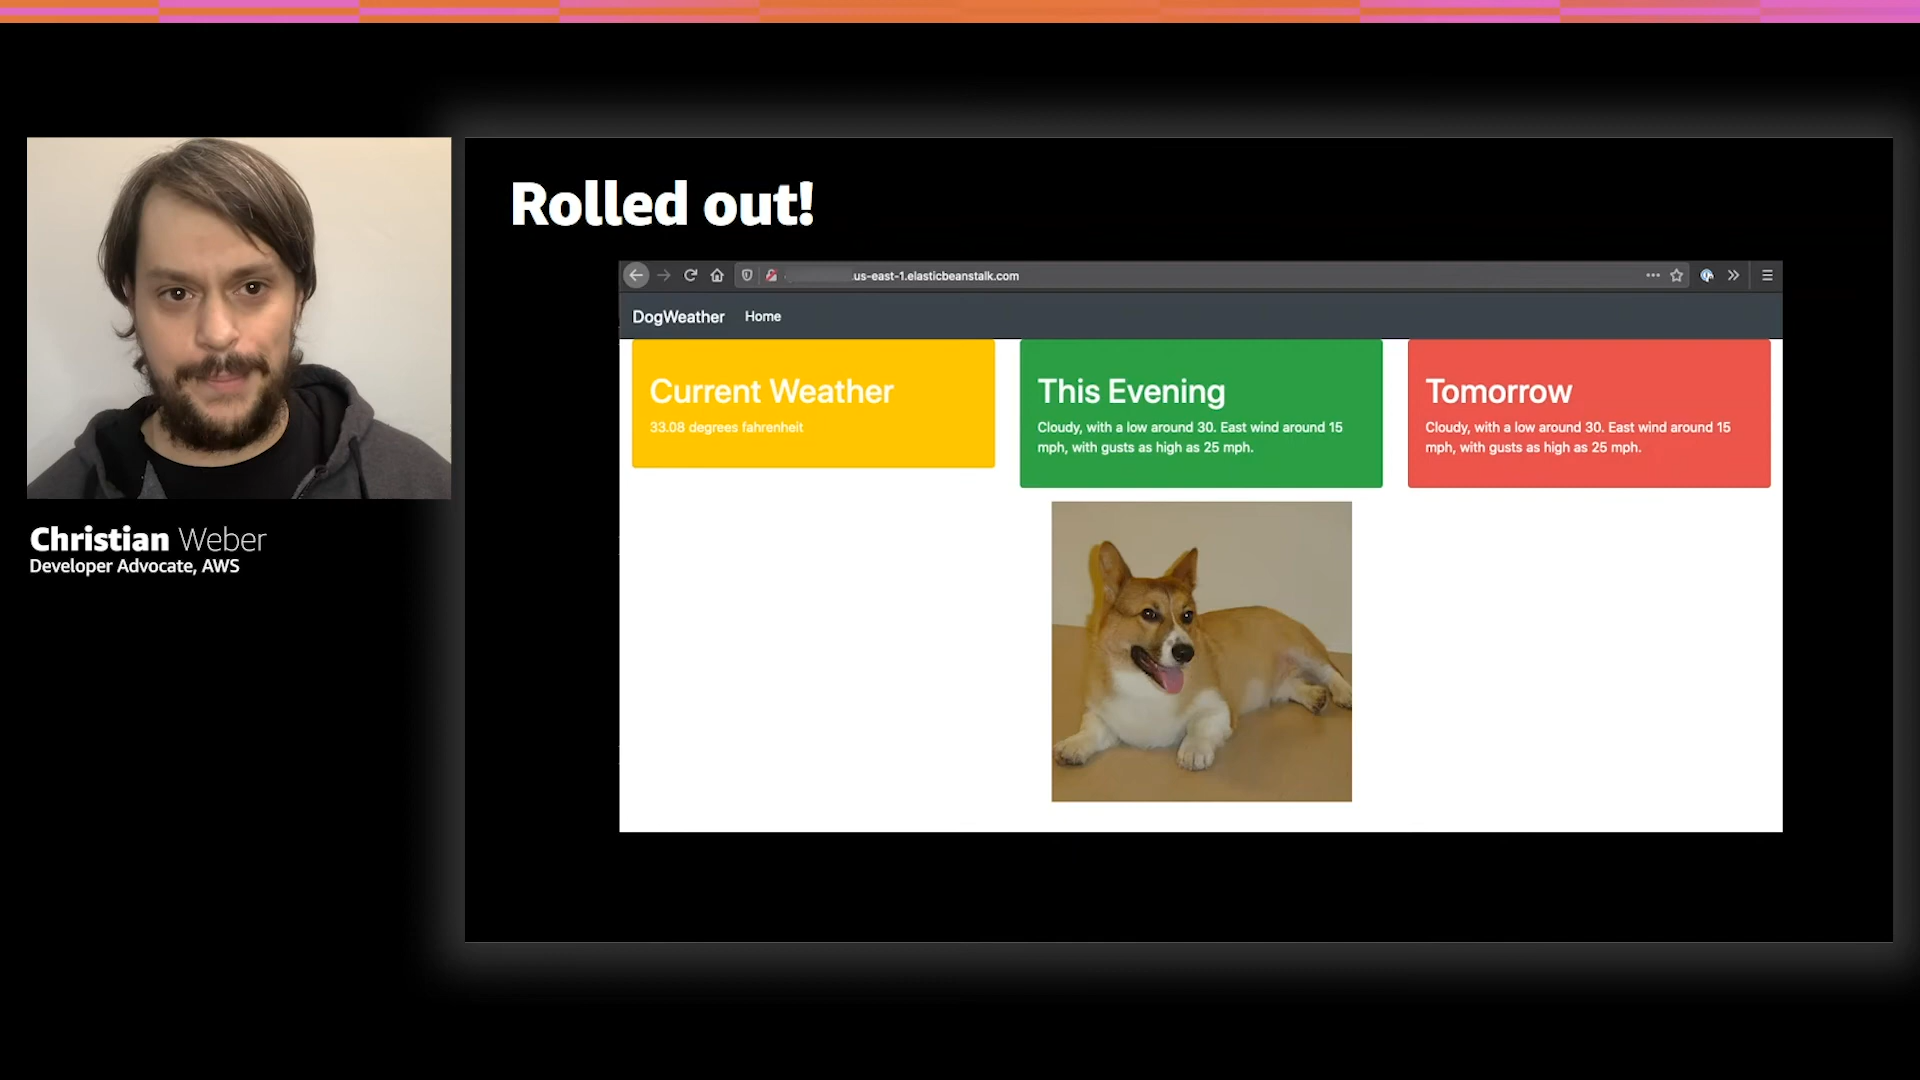 Rolled out!
us-east-1.elasticbeanstalk.com
DogWeather Home
Current Weather
33.08 degrees fahrenheit
This Evening
Cloudy, with a low around 30. East wind around 15
mph, with gusts as high as 25 mph.
Tomorrow
Cloudy, with a low around 30. East wind around 15
mph, with gusts as high as 25 mph.
Christian Weber
Developer Advocate, AWS